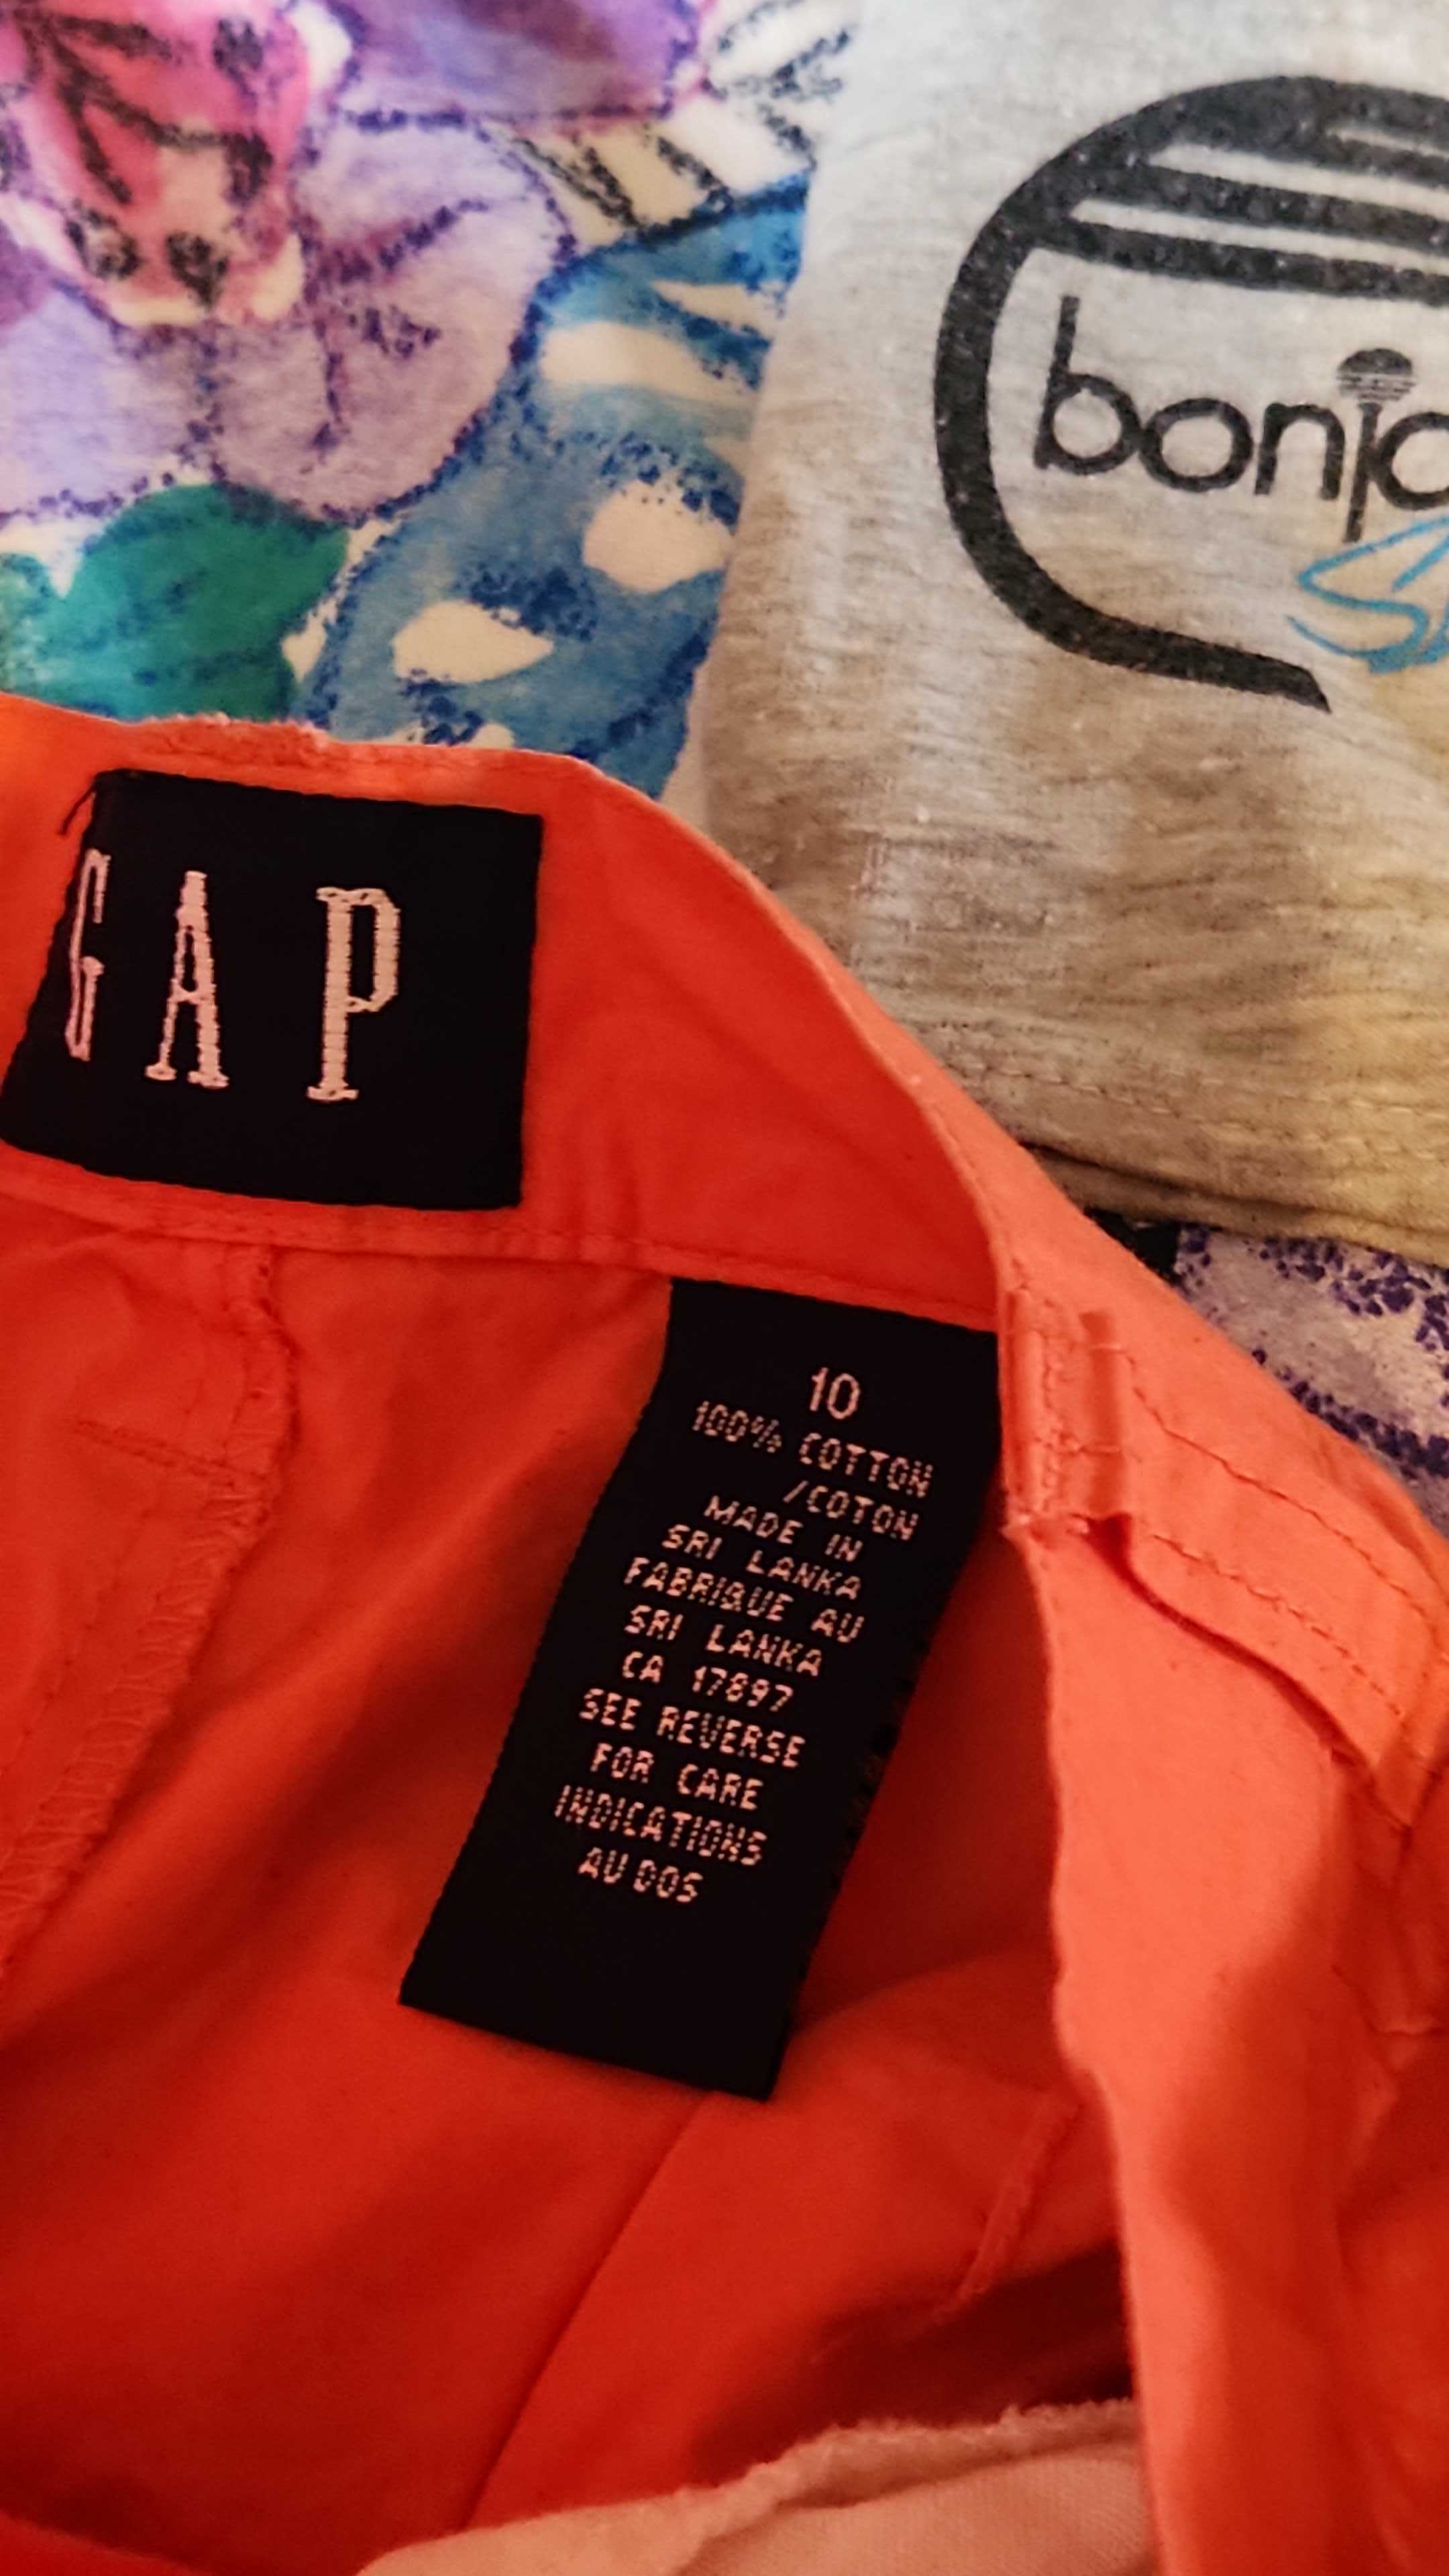 bonjo
GAP
10
100% COTTON
/COTON
MADE IN
SRI LANKA
FABRIQUE AU
SRI LANKA
CA 17897
SEE REVERSE
FOR CARE
INDICATIONS
AU DOS